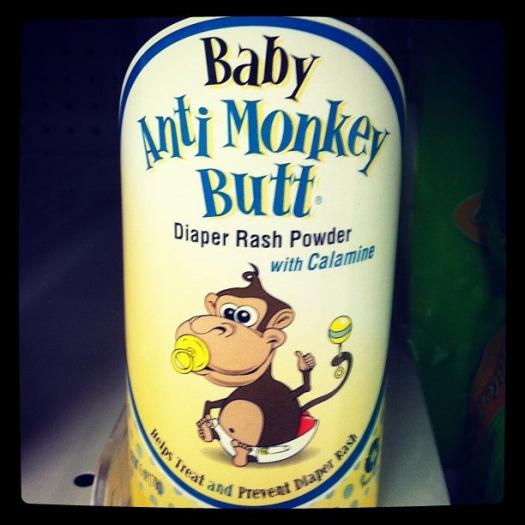 Baby
Anti Monkey
Butt®
Diaper Rash Powder
with Calamine
Helps Treat and Prevent Diaper Rash